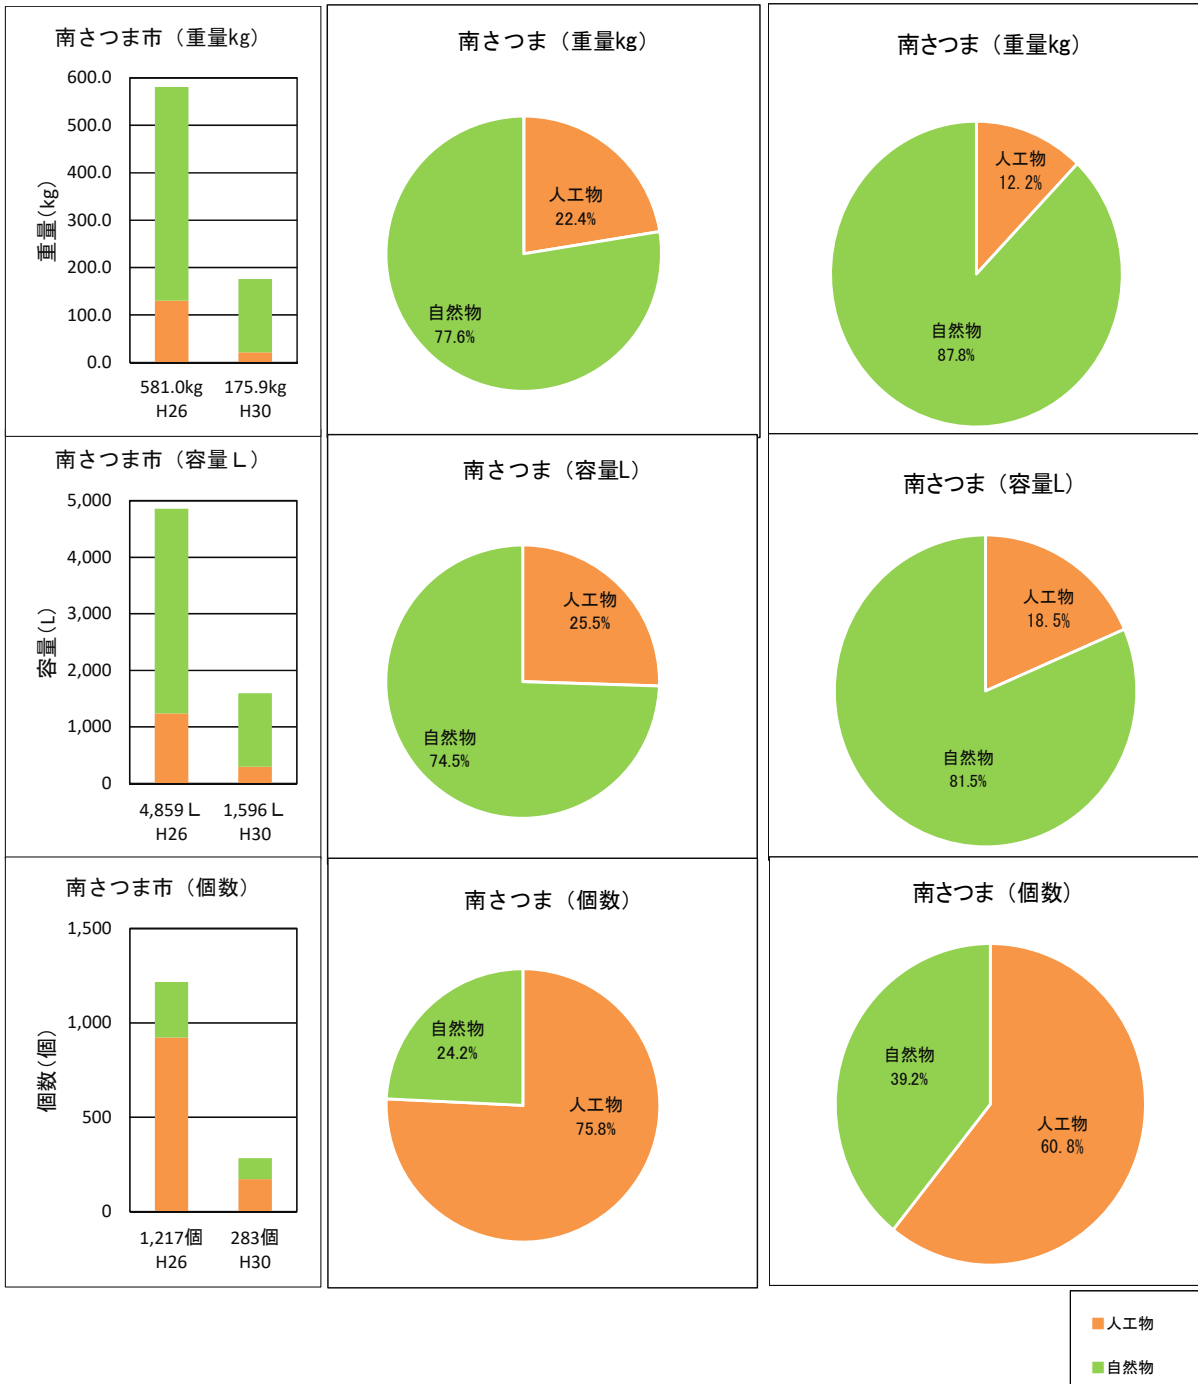 南さつま市（重量kg）
600.0
500.0
400.0
300.0
200.0
100.0
0.0
重量(kg)
581.0kg 175.9kg
H26 H30
南さつま（重量kg）
人工物
22.4%
自然物
77.6%
南さつま（重量kg）
人工物
12.2%
自然物
87.8%
南さつま市（容量Ｌ）
5,000
4,000
3,000
2,000
1,000
0
容量(L)
4,859Ｌ 1,596Ｌ
H26 H30
南さつま（容量L）
人工物
25.5%
自然物
74.5%
南さつま（容量L）
人工物
18.5%
自然物
81.5%
南さつま市（個数）
1,500
1,000
500
0
個数(個)
1,217個 283個
H26 H30
南さつま（個数）
自然物
24.2%
人工物
75.8%
南さつま（個数）
自然物
39.2%
人工物
60.8%
人工物
自然物